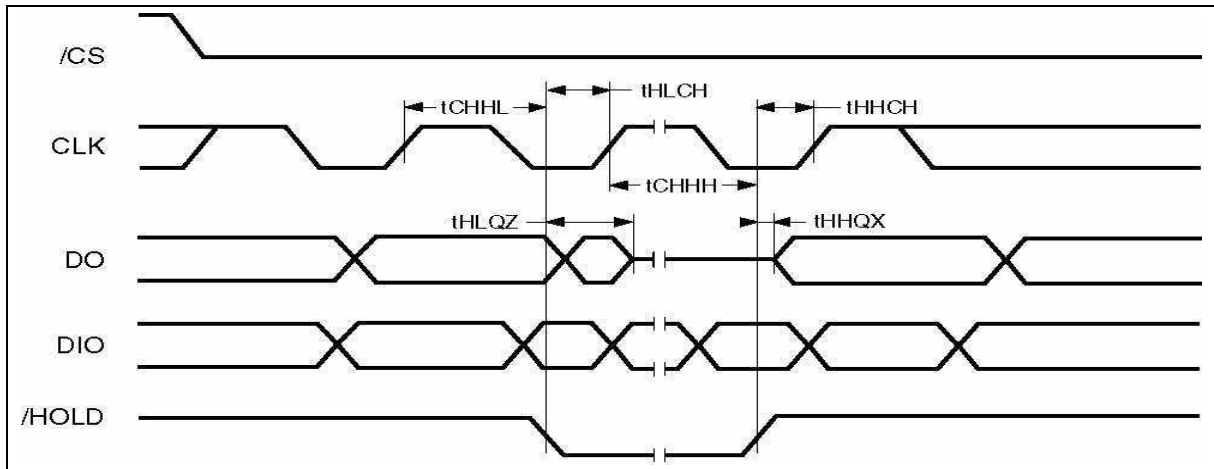 /CS
tHLCH
tHHCH
tCHHL
CLK
tCHHH
tHLQZ
tHHQX
DO
DIO
/HOLD